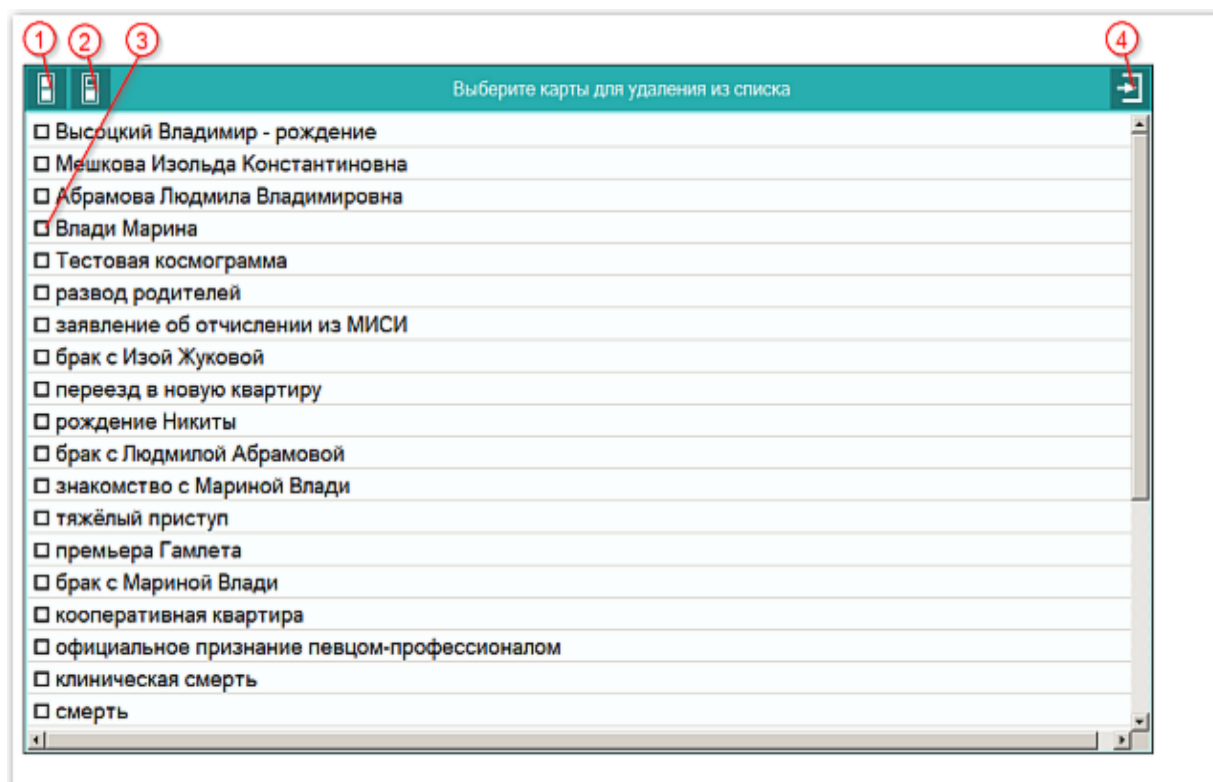 1 2 3 4
Выберите карты для удаления из списка
Высоцкий Владимир - рождение
Мешкова Изольда Константиновна
Абрамова Людмила Владимировна
Влади Марина
Тестовая космограмма
развод родителей
заявление об отчислении из МИСИ
брак с Изой Жуковой
переезд в новую квартиру
рождение Никиты
брак с Людмилой Абрамовой
знакомство с Мариной Влади
тяжёлый приступ
премьера Гамлета
брак с Мариной Влади
кооперативная квартира
официальное признание певцом-профессионалом
клиническая смерть
смерть